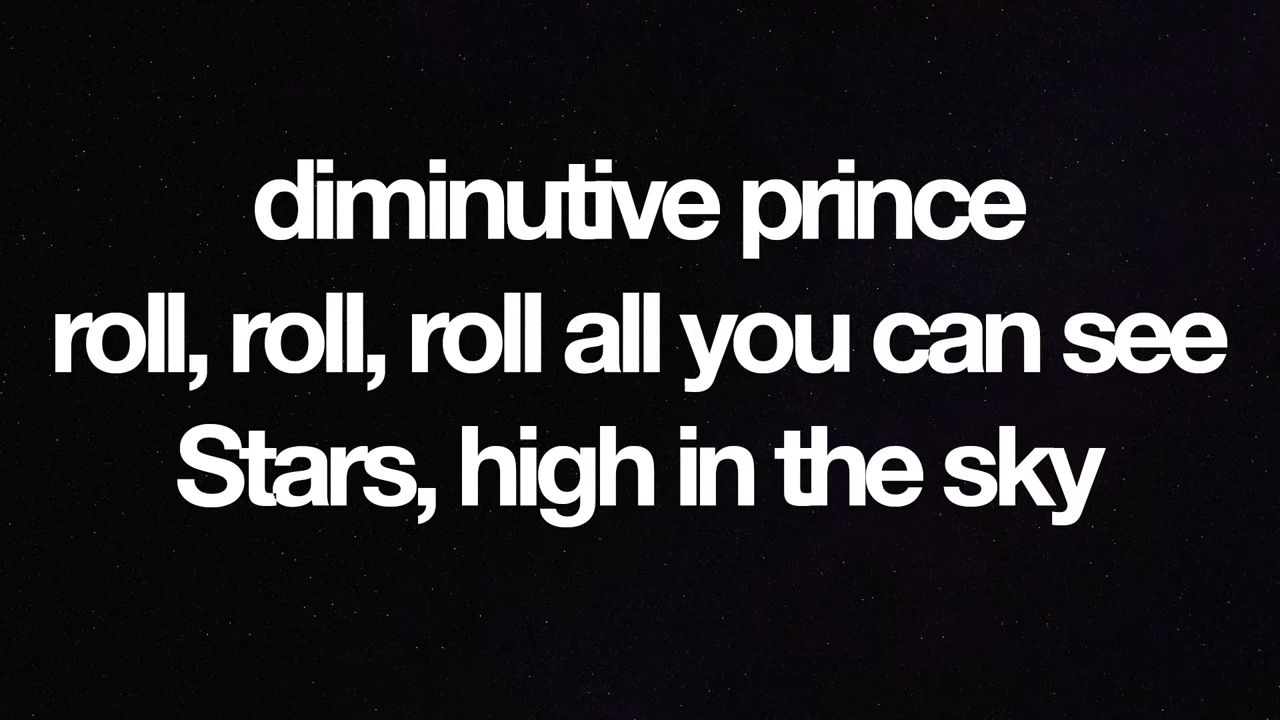 diminutive prince
roll, roll, roll all you can see
Stars, high in the sky